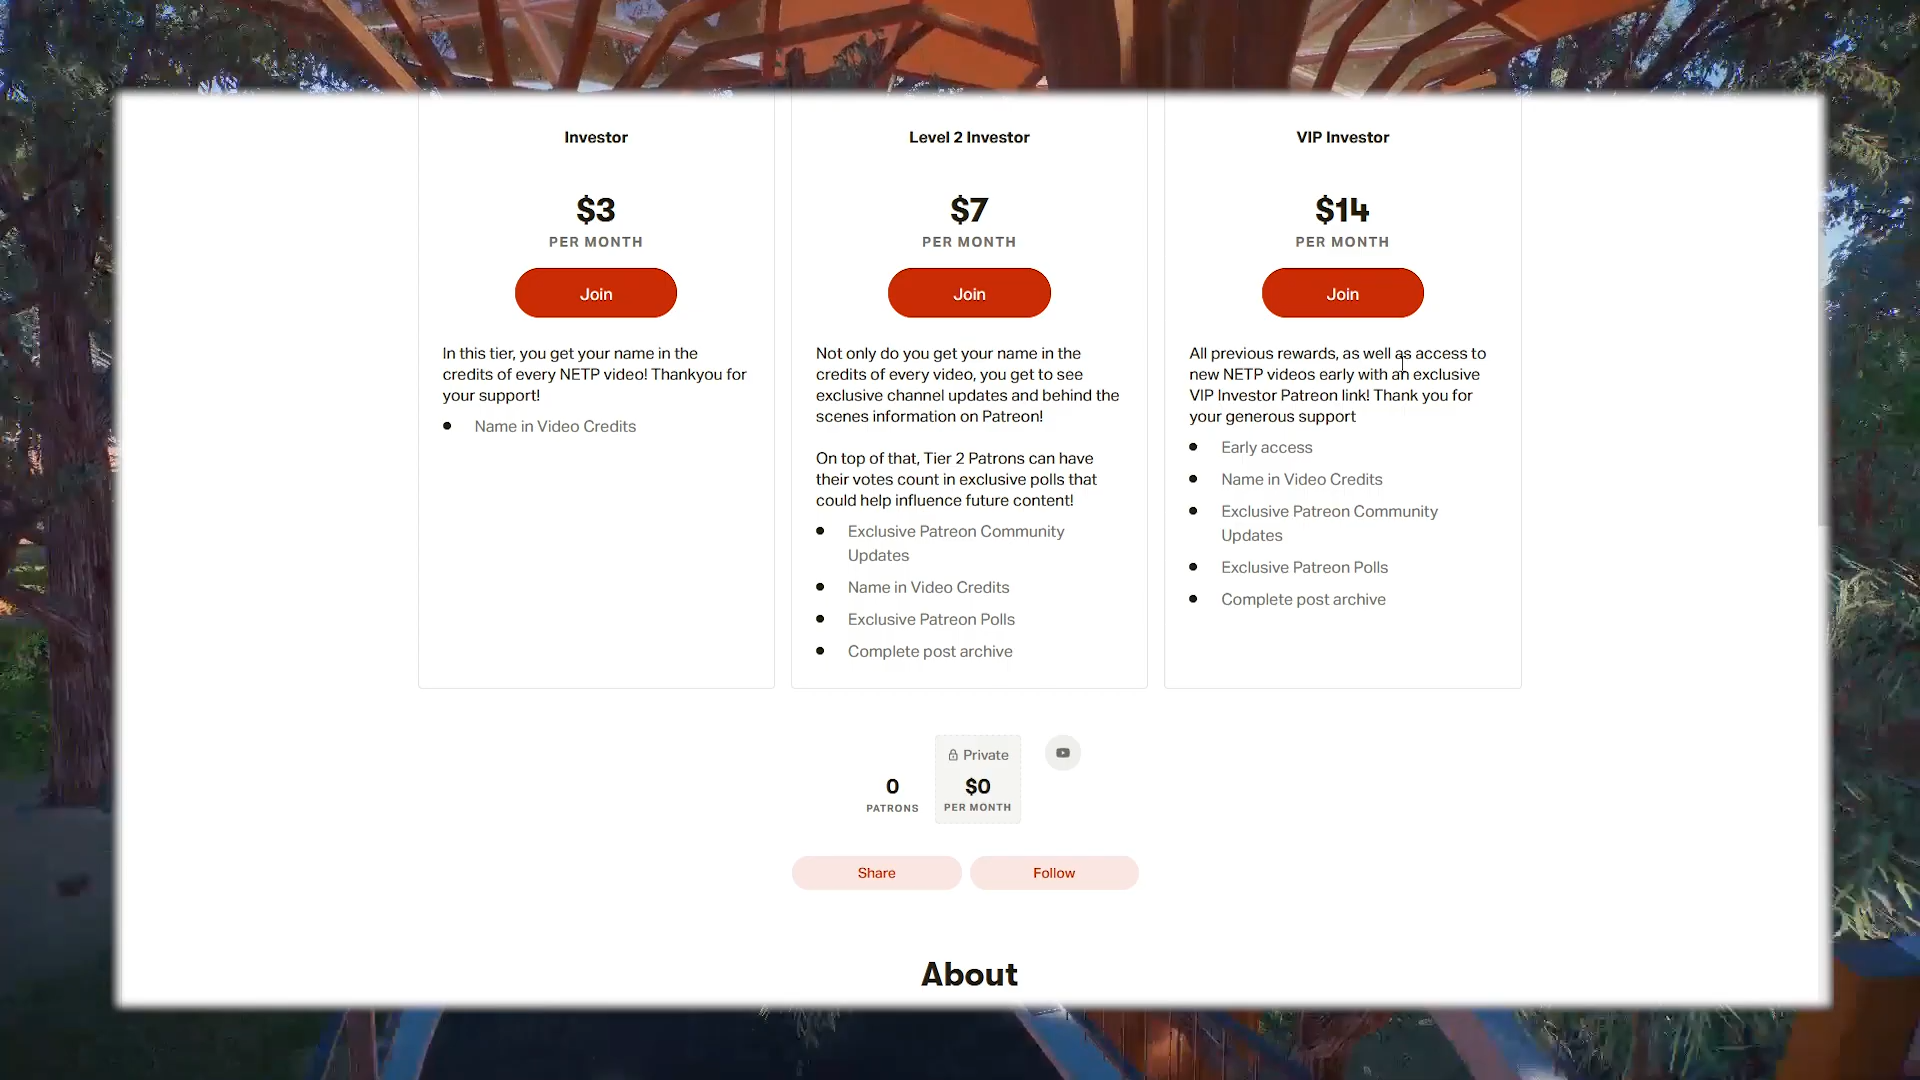 Investor
$3
PER MONTH
Join
In this tier, you get your name in the
credits of every NETP video! Thankyou for
your support!
Name in Video Credits
Level 2 Investor
$7
PER MONTH
Join
Not only do you get your name in the
credits of every video, you get to see
exclusive channel updates and behind the
scenes information on Patreon!
On top of that, Tier 2 Patrons can have
their votes count in exclusive polls that
could help influence future content!
Exclusive Patreon Community
Updates
Name in Video Credits
Exclusive Patreon Polls
Complete post archive
VIP Investor
$14
PER MONTH
Join
All previous rewards, as well as access to
new NETP videos early with an exclusive
VIP Investor Patreon link! Thank you for
your generous support
Early access
Name in Video Credits
Exclusive Patreon Community
Updates
Exclusive Patreon Polls
Complete post archive
0
PATRONS
Private
$0
PER MONTH
Share
Follow
About